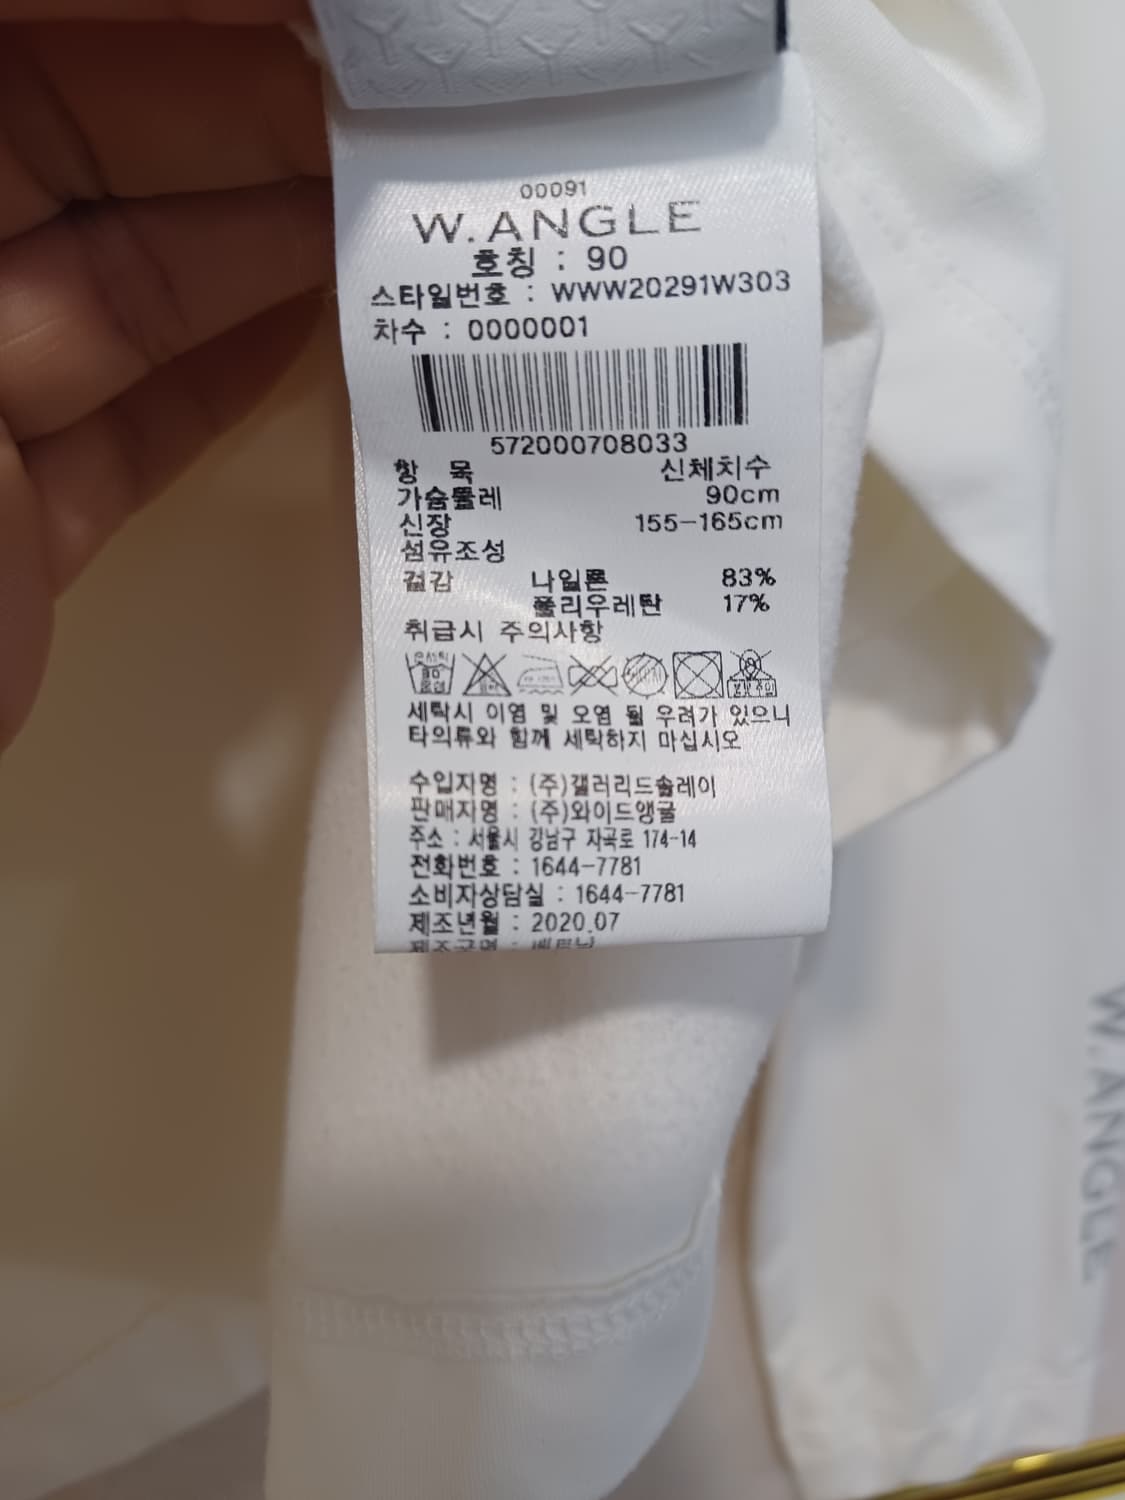 00091
W.ANGLE
호칭 : 90
스타일번호 : WWW20291W303
차수 : 0000001
572000708033
항 목 신체치수
가슴둘레 90cm
신장 155-165cm
섬유조성
겉감 나일론 83%
폴리우레탄 17%
취급시 주의사항
세탁시 이염 및 오염 될 우려가 있으니
타의류와 함께 세탁하지 마십시오
수입자명 : (주)갤러리드솔레이
판매자명 : (주)와이드앵글
주소 : 서울시 강남구 자곡로 174-14
전화번호 : 1644-7781
소비자상담실 : 1644-7781
제조년월 : 2020.07
제조국명 : 베트남
W.ANGLE